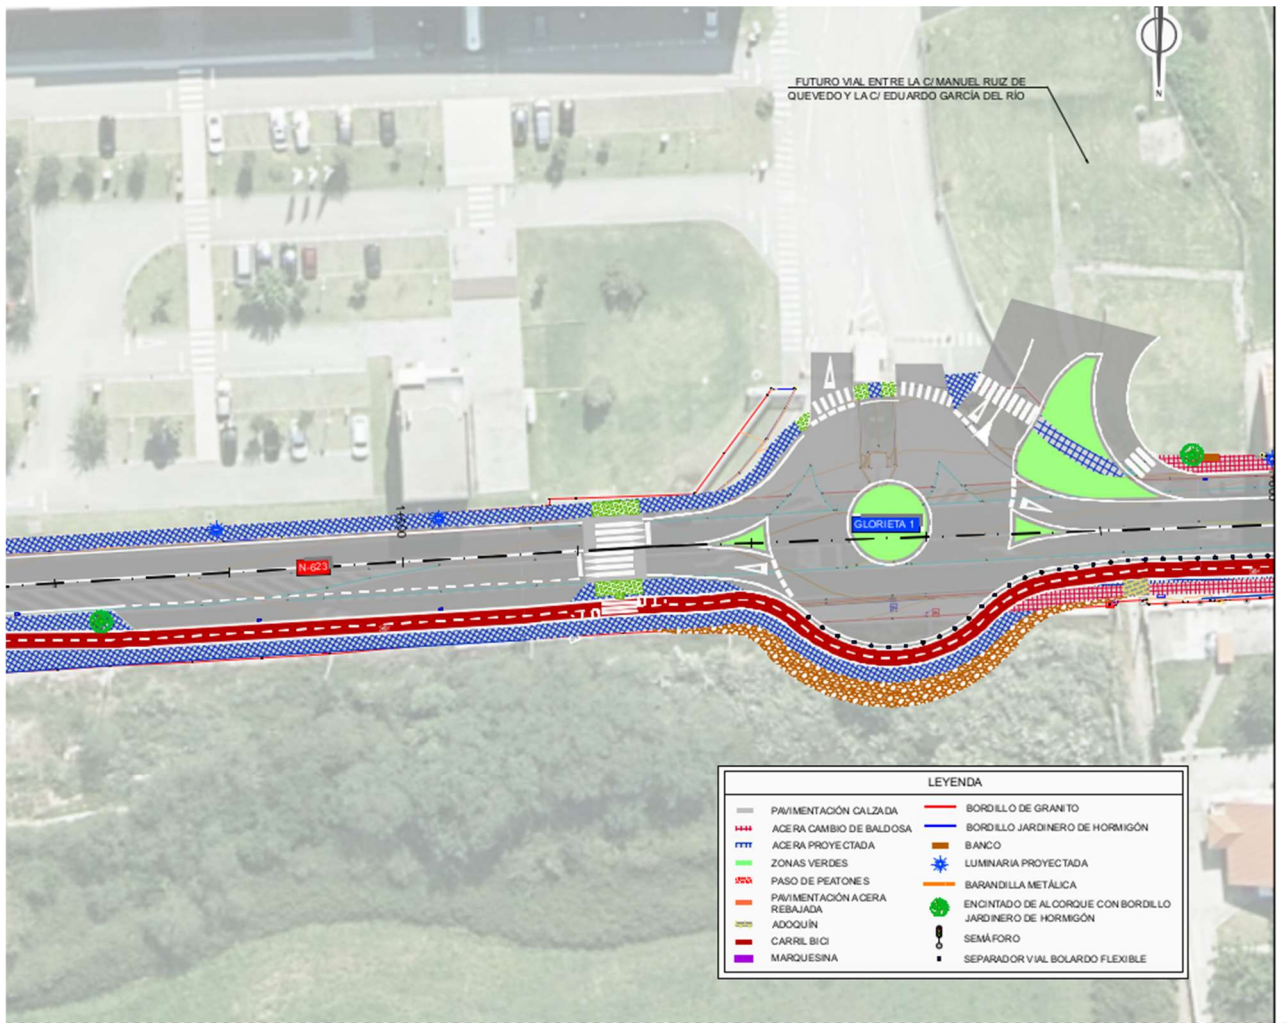 N
FUTURO VIAL ENTRE LA C/ MANUEL RUIZ DE
QUEVEDO Y LA C/ EDUARDO GARCÍA DEL RÍO
GLORIETA 1
N-623
LEYENDA
PAVIMENTACIÓN CALZADA
ACERA CAMBIO DE BALDOSA
ACERA PROYECTADA
ZONAS VERDES
PASO DE PEATONES
PAVIMENTACIÓN ACERA
REBAJADA
ADOQUÍN
CARRIL BICI
MARQUESINA
BORDILLO DE GRANITO
BORDILLO JARDINERO DE HORMIGÓN
BANCO
LUMINARIA PROYECTADA
BARANDILLA METÁLICA
ENCINTADO DE ALCORQUE CON BORDILLO
JARDINERO DE HORMIGÓN
SEMÁFORO
SEPARADOR VIAL BOLARDO FLEXIBLE